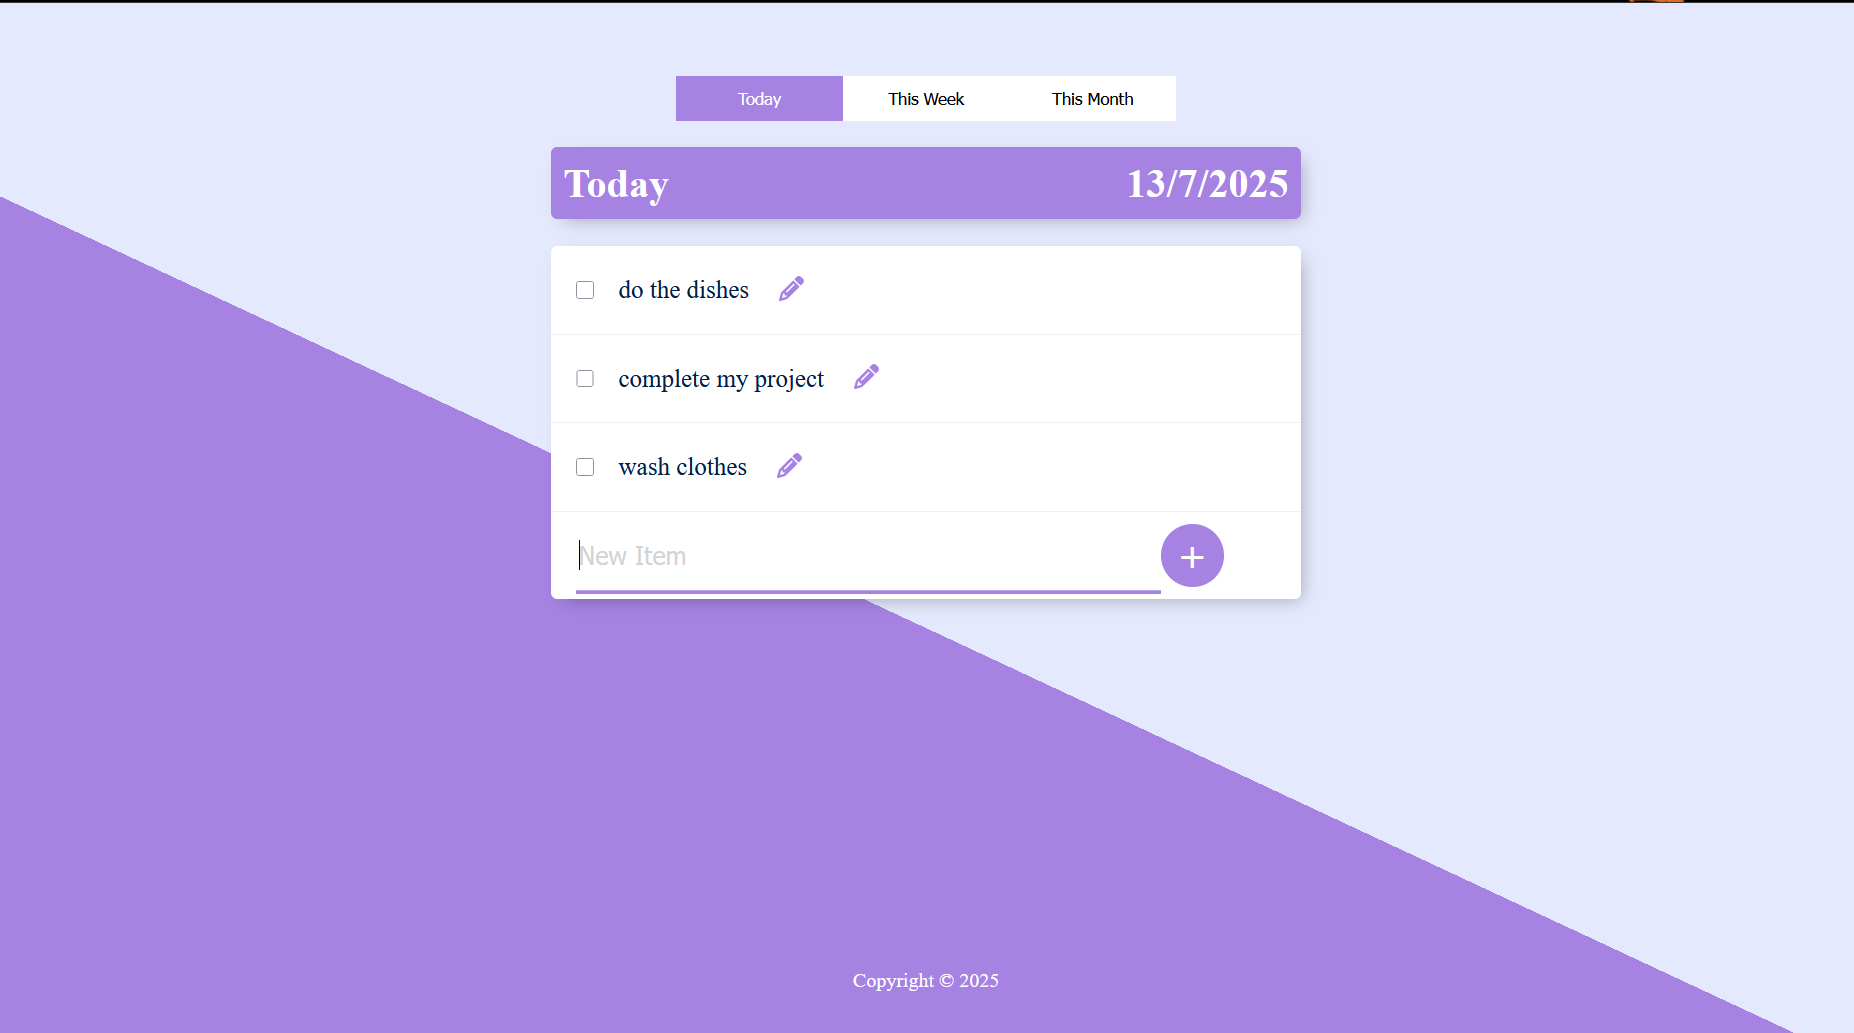 Today This Week This Month
Today 13/7/2025
do the dishes
complete my project
wash clothes
New Item +
Copyright © 2025